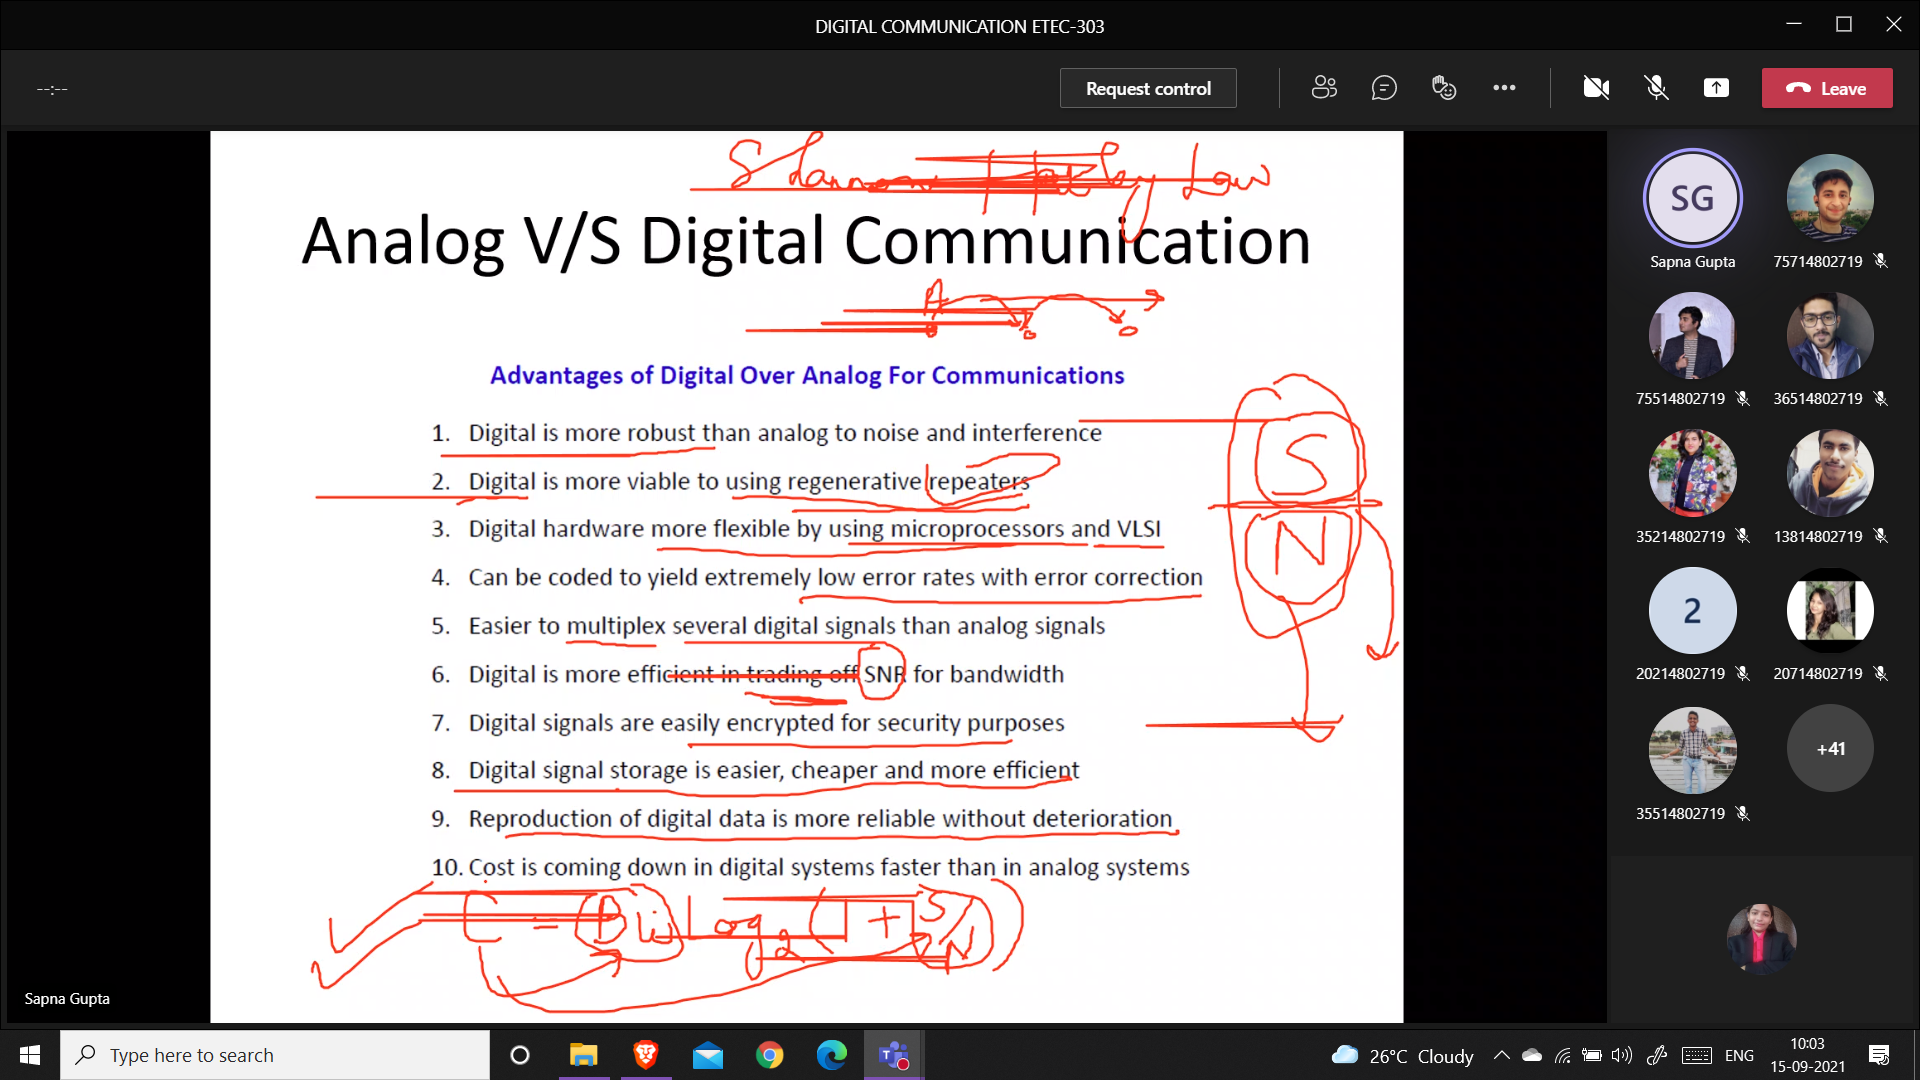 DIGITAL COMMUNICATION ETEC-303
--:--
Request control
Leave
Shannon Hartley Law
Analog V/S Digital Communication
A
B
Advantages of Digital Over Analog For Communications
1. Digital is more robust than analog to noise and interference
2. Digital is more viable to using regenerative repeaters
3. Digital hardware more flexible by using microprocessors and VLSI
4. Can be coded to yield extremely low error rates with error correction
5. Easier to multiplex several digital signals than analog signals
6. Digital is more efficient in trading off SNR for bandwidth
7. Digital signals are easily encrypted for security purposes
8. Digital signal storage is easier, cheaper and more efficient
9. Reproduction of digital data is more reliable without deterioration
10. Cost is coming down in digital systems faster than in analog systems
S
N
C = Bw Log2 (1 + S/N)
Sapna Gupta
SG
Sapna Gupta
75714802719
75514802719
36514802719
35214802719
13814802719
2
20214802719
20714802719
35514802719
+41
Type here to search
26°C Cloudy
ENG
10:03
15-09-2021